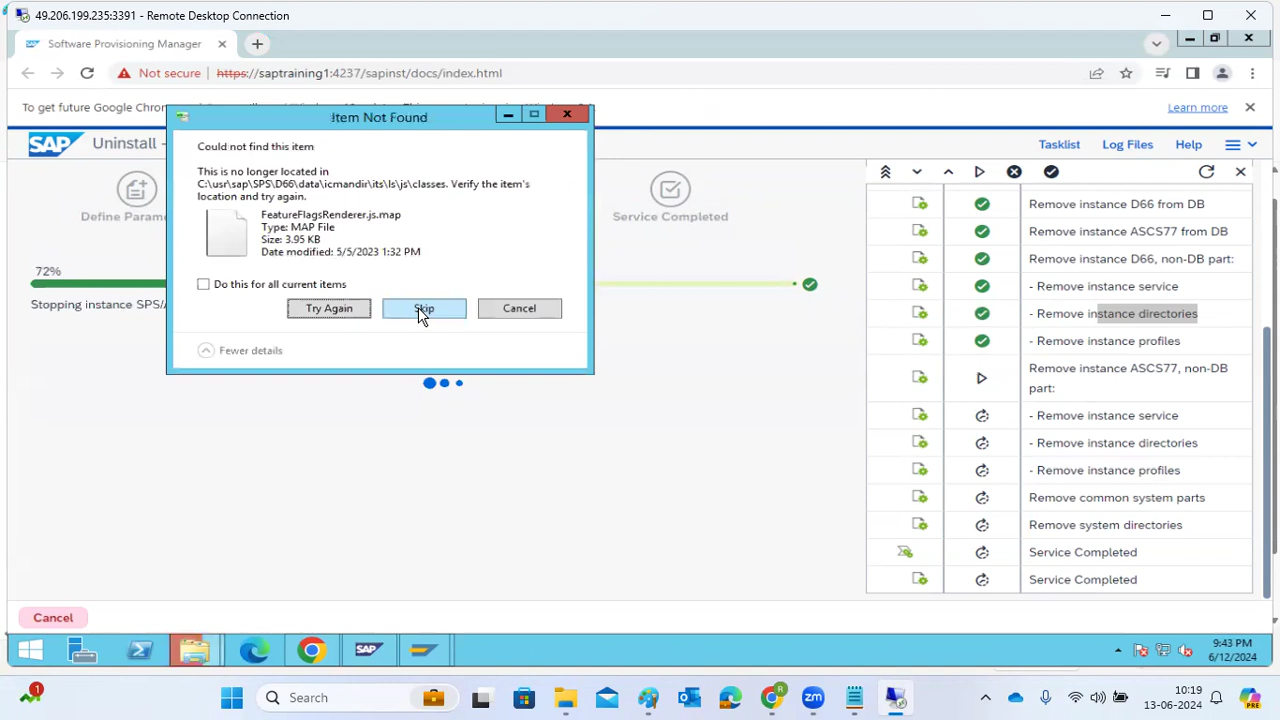 49.206.199.235:3391 - Remote Desktop Connection
Software Provisioning Manager
Not secure
https://saptraining1:4237/sapinst/docs/index.html
To get future Google Chro
Learn more
SAP
Uninstall -
Tasklist
Log Files
Help
Item Not Found
Could not find this item
This is no longer located in
C:\usr\sap\SPS\D66\data\icmandir\its\ls\js\classes. Verify the item's
location and try again.
FeatureFlagsRenderer.js.map
Type: MAP File
Size: 3.95 KB
Date modified: 5/5/2023 1:32 PM
Do this for all current items
Try Again
Skip
Cancel
Fewer details
Define Parame
Service Completed
72%
Stopping instance SPS/
Remove instance D66 from DB
Remove instance ASCS77 from DB
Remove instance D66, non-DB part:
- Remove instance service
- Remove instance directories
- Remove instance profiles
Remove instance ASCS77, non-DB
part:
- Remove instance service
- Remove instance directories
- Remove instance profiles
Remove common system parts
Remove system directories
Service Completed
Service Completed
Cancel
SAP
9:43 PM
6/12/2024
1
Search
R
zm
10:19
13-06-2024
PRE